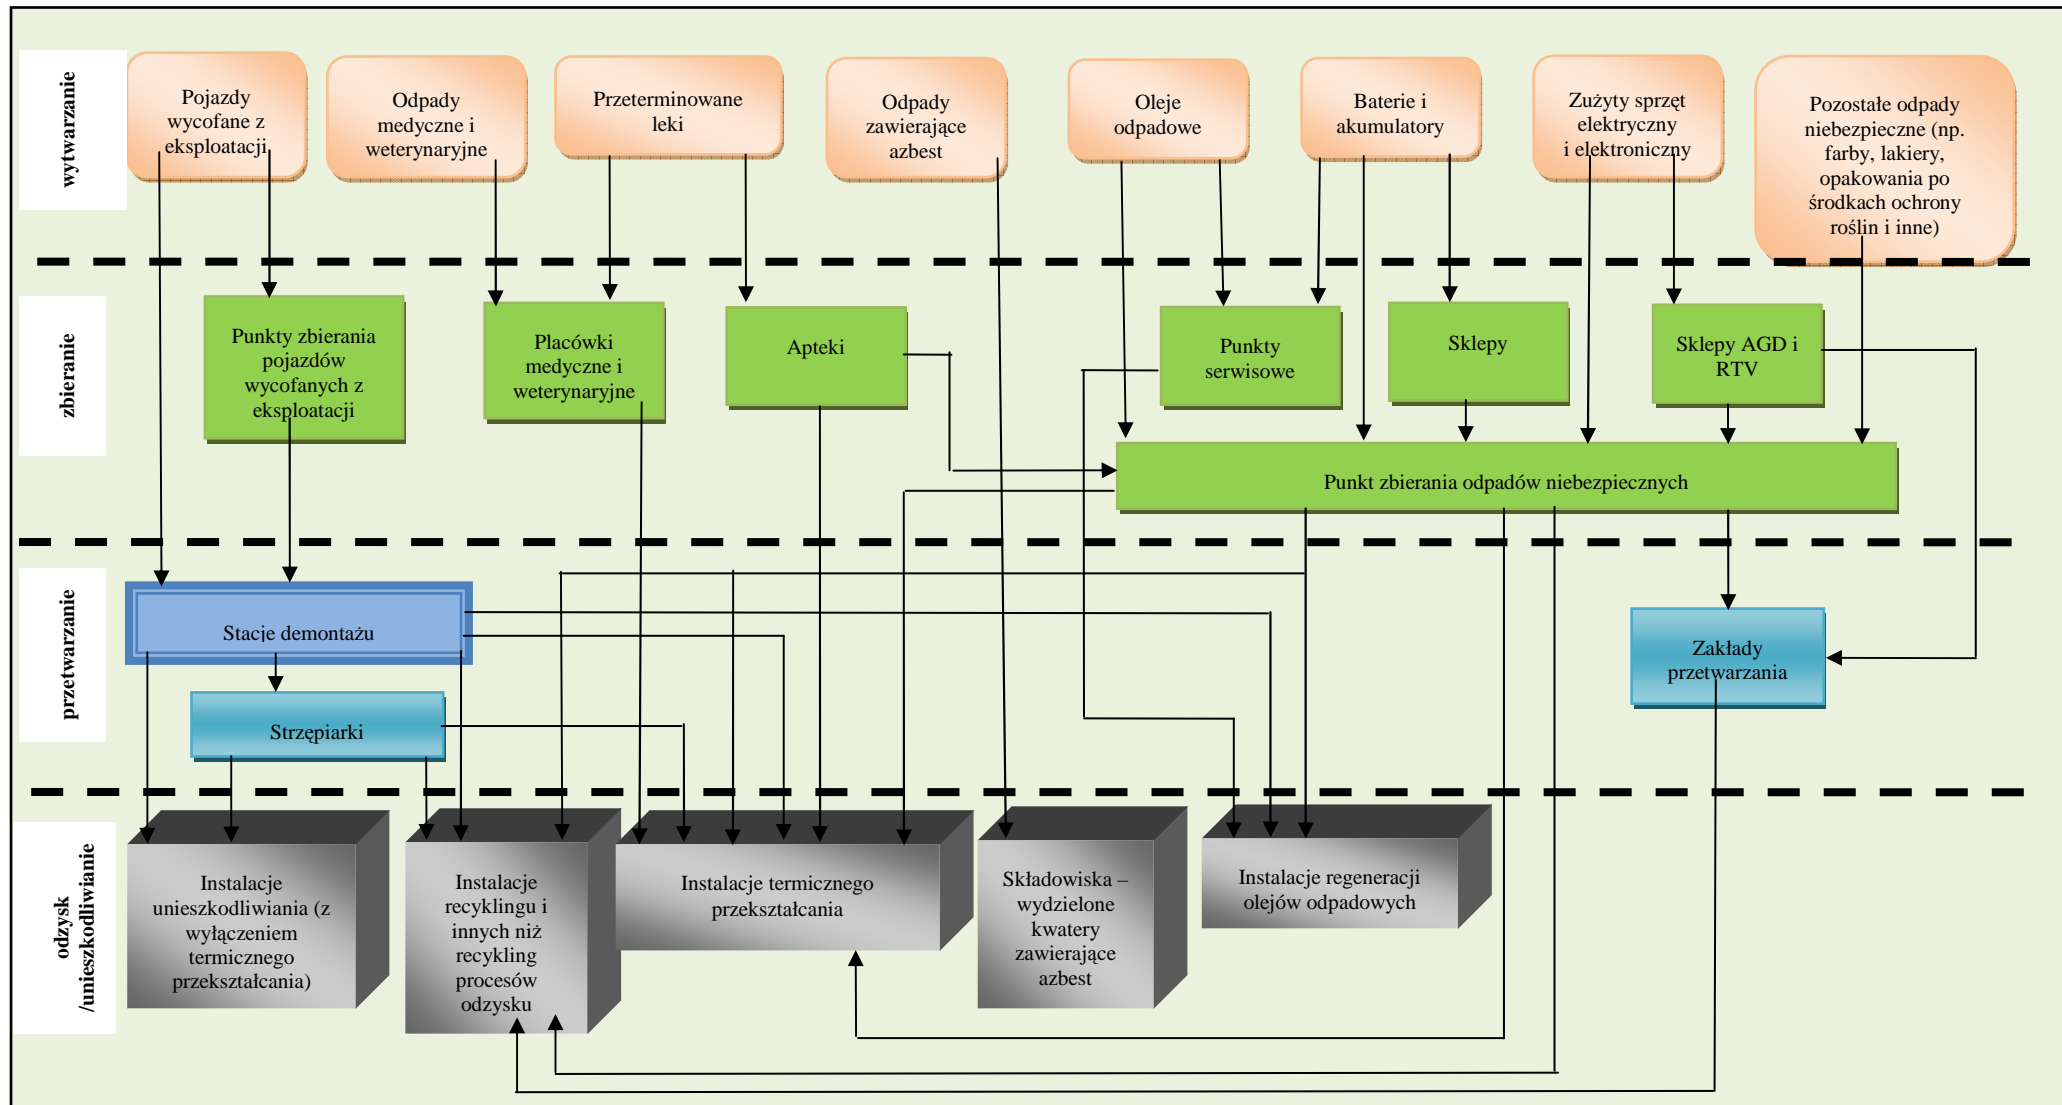 wytwarzanie
Pojazdy
wycofane z
eksploatacji
Odpady
medyczne i
weterynaryjne
Przeterminowane
leki
Odpady
zawierające
azbest
Oleje
odpadowe
Baterie i
akumulatory
Zużyty sprzęt
elektryczny
i elektroniczny
Pozostałe odpady
niebezpieczne (np.
farby, lakiery,
opakowania po
środkach ochrony
roślin i inne)
zbieranie
Punkty zbierania
pojazdów
wycofanych z
eksploatacji
Placówki
medyczne i
weterynaryjne
Apteki
Punkty
serwisowe
Sklepy
Sklepy AGD i
RTV
Punkt zbierania odpadów niebezpiecznych
przetwarzanie
Stacje demontażu
Strzępiarki
Zakłady
przetwarzania
odzysk
/unieszkodliwianie
Instalacje
unieszkodliwiania (z
wyłączeniem
termicznego
przekształcania)
Instalacje
recyklingu i
innych niż
recykling
procesów
odzysku
Instalacje termicznego
przekształcania
Składowiska –
wydzielone
kwatery
zawierające
azbest
Instalacje regeneracji
olejów odpadowych